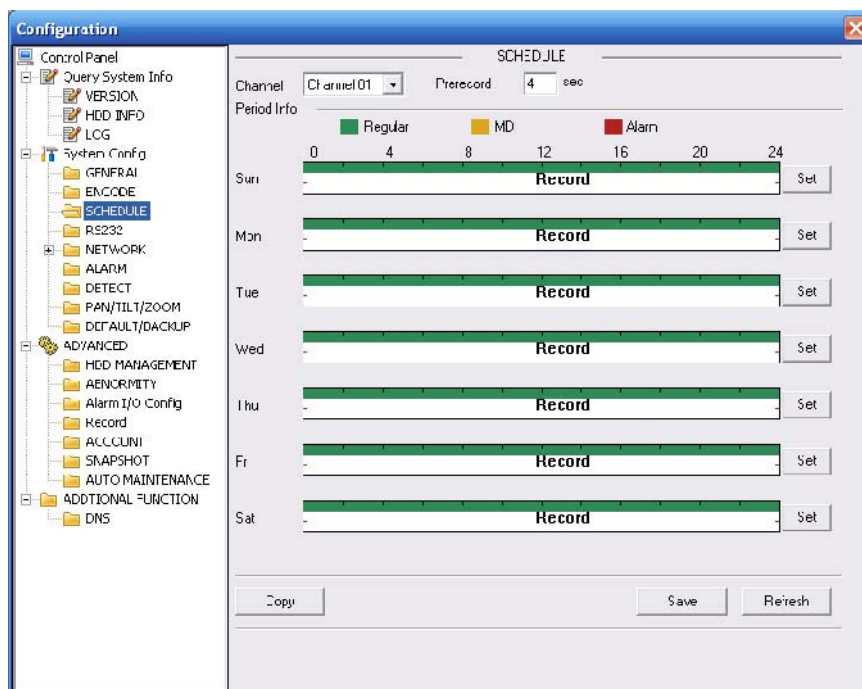 Configuration
Control Panel
Query System Info
VERSION
HDD INFO
LOG
System Config
GENERAL
ENCODE
SCHEDULE
RS232
NETWORK
ALARM
DETECT
PAN/TILT/ZOOM
DEFAULT/BACKUP
ADVANCED
HDD MANAGEMENT
ABNORMITY
Alarm I/O Config
Record
ACCOUNT
SNAPSHOT
AUTO MAINTENANCE
ADDTIONAL FUNCTION
DNS
SCHEDULE
Channel Channel 01 Prerecord 4 sec
Period Info
Regular MD Alarm
0 4 8 12 16 20 24
Sun Record Set
Mon Record Set
Tue Record Set
Wed Record Set
Thu Record Set
Fr Record Set
Sat Record Set
Copy Save Refresh